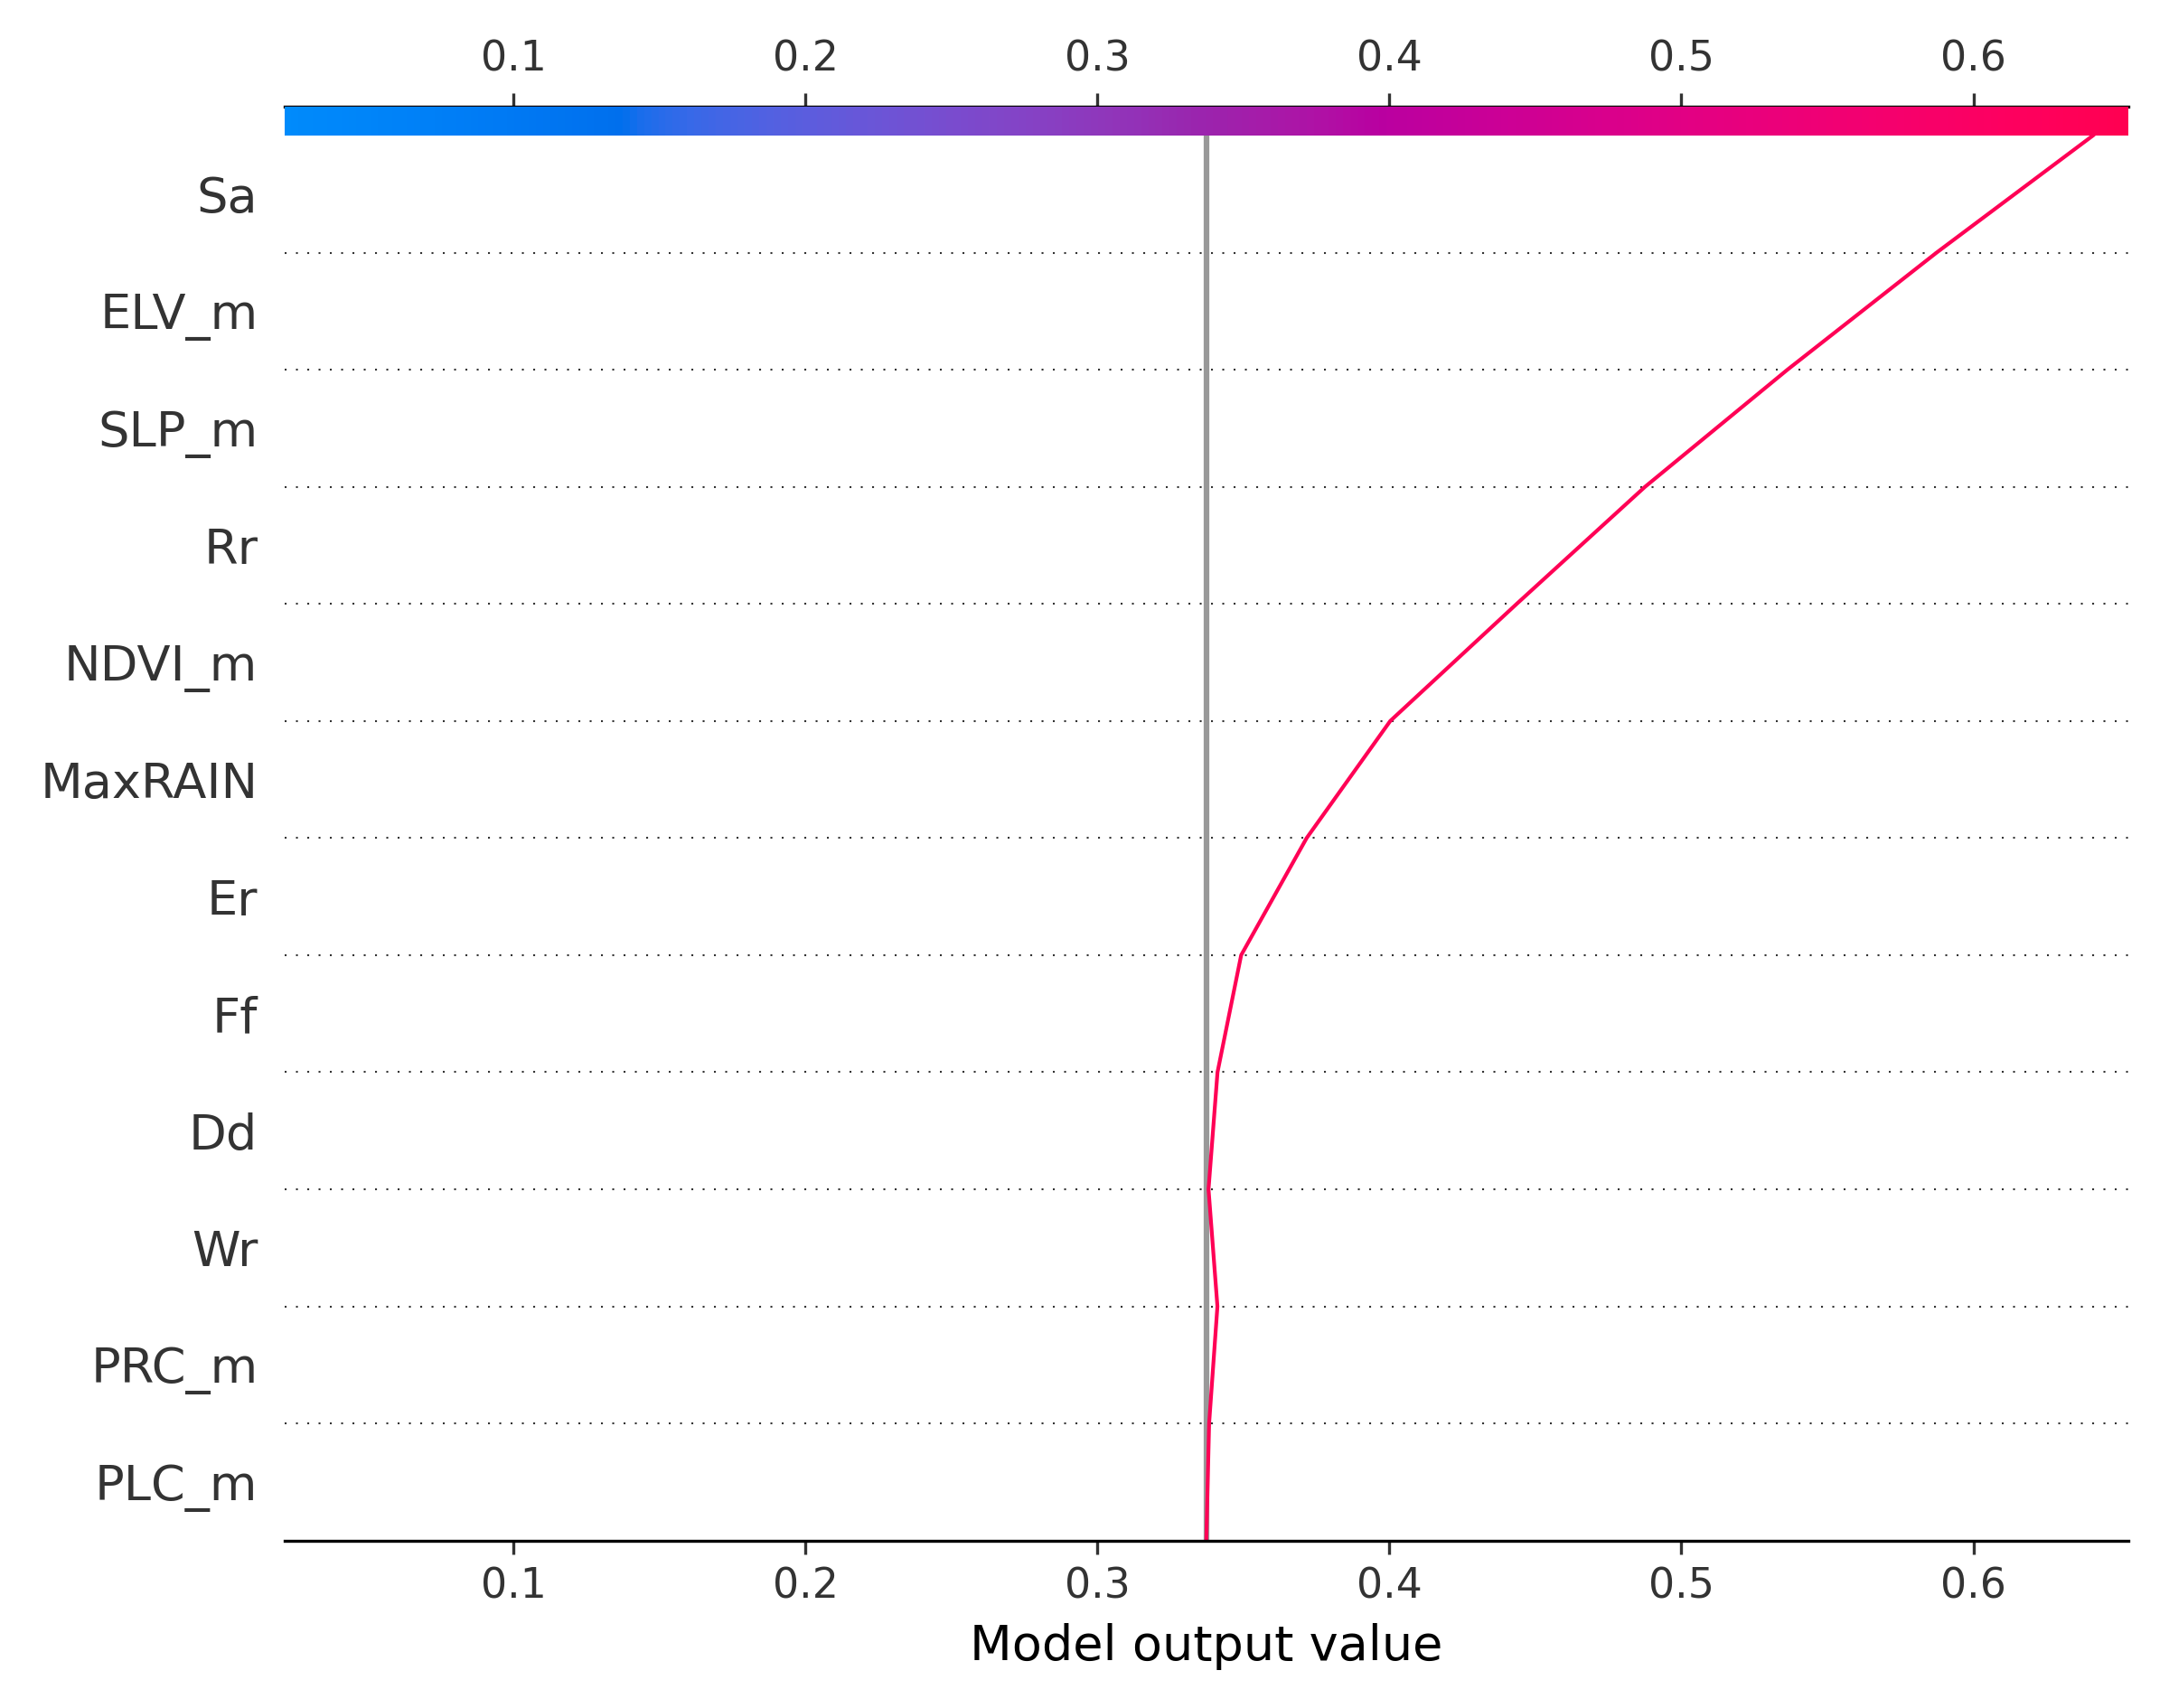 0.1 0.2 0.3 0.4 0.5 0.6
Sa
ELV_m
SLP_m
Rr
NDVI_m
MaxRAIN
Er
Ff
Dd
Wr
PRC_m
PLC_m
0.1 0.2 0.3 0.4 0.5 0.6
Model output value